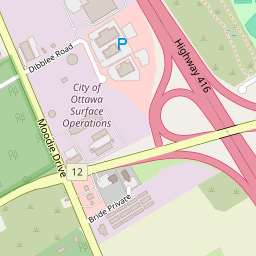 Dibblee Road
P
Highway 416
City of
Ottawa
Surface
Operations
Moodie Drive
12
Bride Private